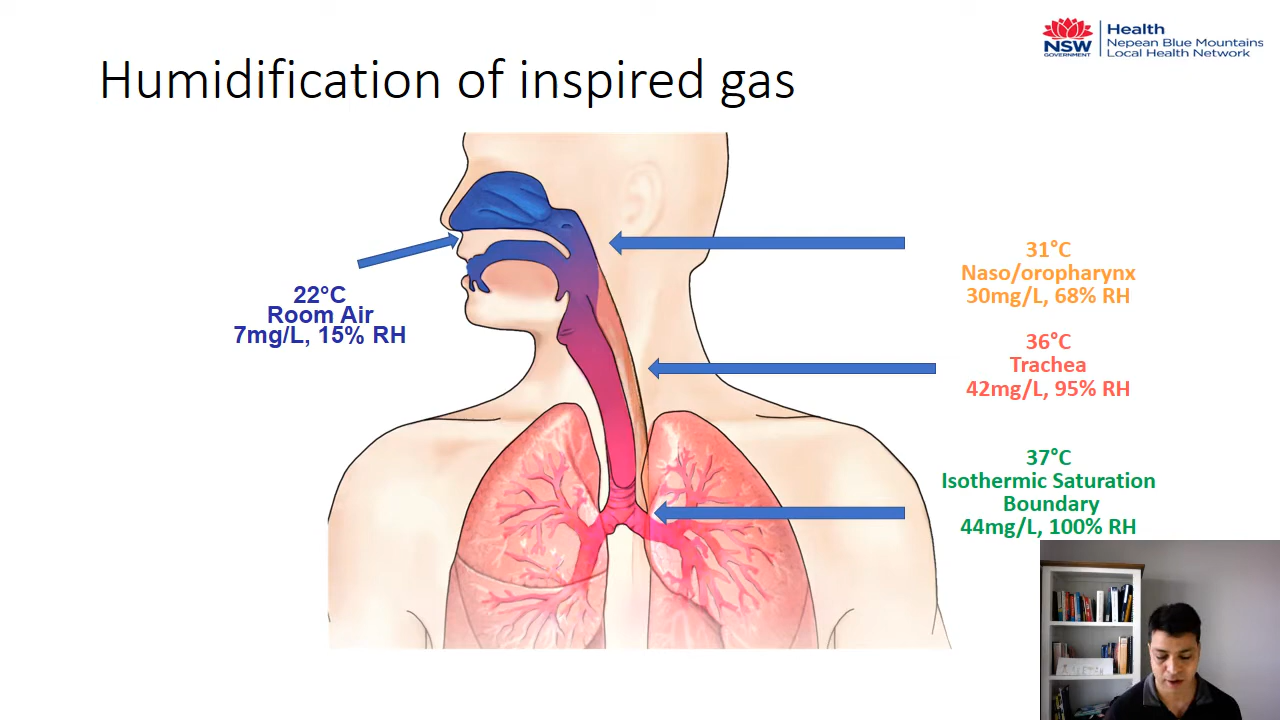 Health
NSW
GOVERNMENT
Nepean Blue Mountains
Local Health Network
Humidification of inspired gas
22°C
Room Air
7mg/L, 15% RH
31°C
Naso/oropharynx
30mg/L, 68% RH
36°C
Trachea
42mg/L, 95% RH
37°C
Isothermic Saturation
Boundary
44mg/L, 100% RH